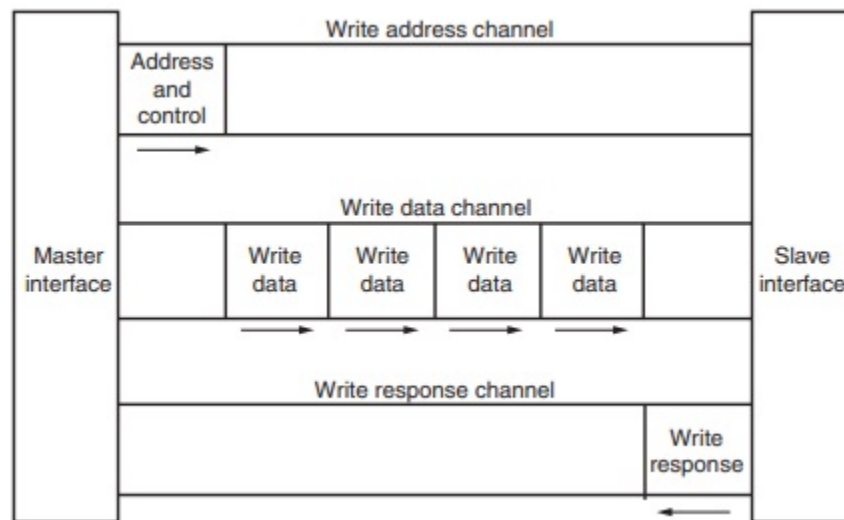 Write address channel
Address
and
control
Write data channel
Master
interface
Write
data
Write
data
Write
data
Write
data
Slave
interface
Write response channel
Write
response